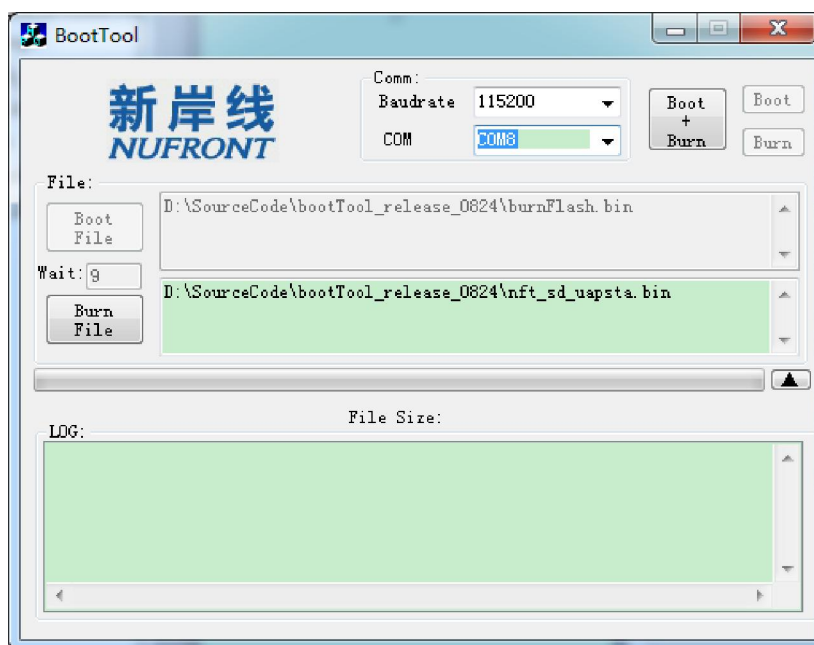 BootTool
新岸线
NUFRONT
Comm:
Baudrate 115200
COM COM8
Boot
+
Burn
Boot
Burn
File:
Boot
File
D:\SourceCode\bootTool_release_0824\burnFlash.bin
Wait: 9
Burn
File
D:\SourceCode\bootTool_release_0824\nft_sd_uapsta.bin
File Size:
LOG: